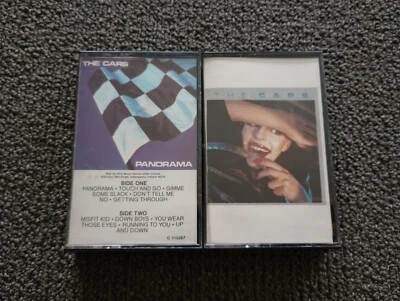 THE CARS
PANORAMA
SIDE ONE
PANORAMA • TOUCH AND GO • GIMME
SOME SLACK • DON'T TELL ME
NO • GETTING THROUGH
SIDE TWO
MISFIT KID • DOWN BOYS • YOU WEAR
THOSE EYES • RUNNING TO YOU • UP
AND DOWN
THE CARS